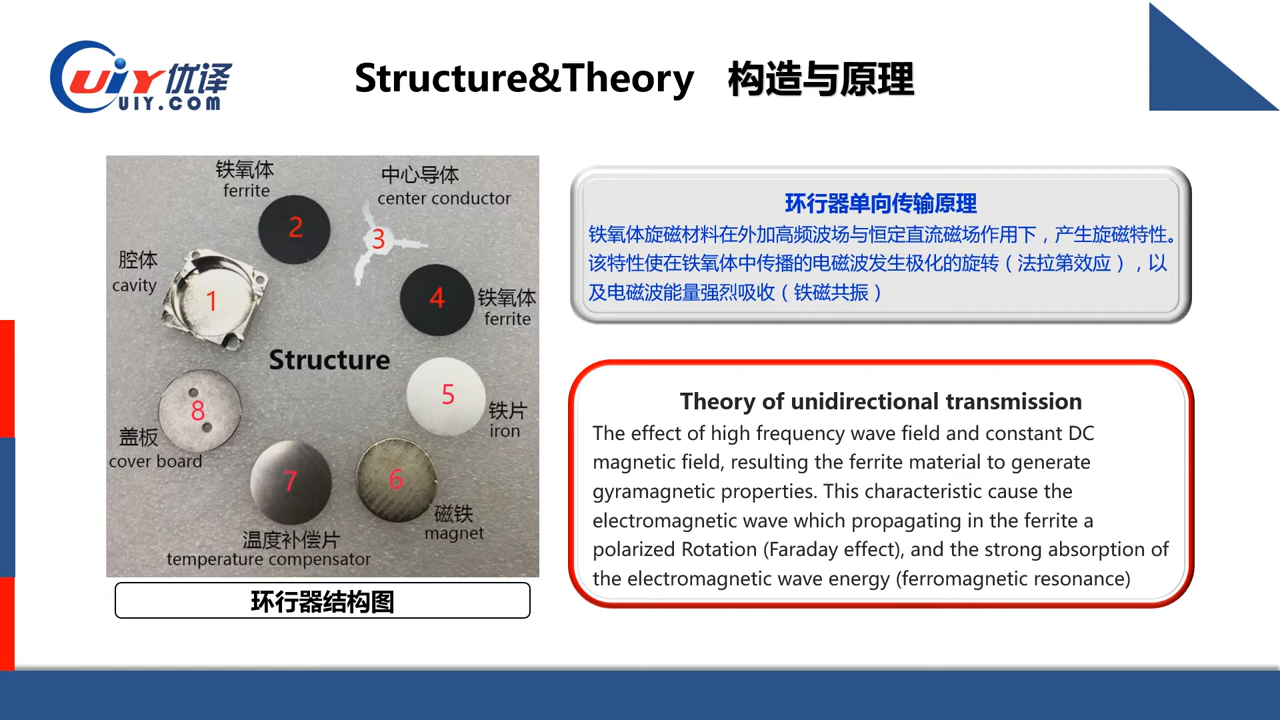 UIY优译
UIY.COM
Structure&Theory 构造与原理
铁氧体
ferrite
2
中心导体
center conductor
3
腔体
cavity
1
4
铁氧体
ferrite
Structure
5
铁片
iron
8
盖板
cover board
7
6
磁铁
magnet
温度补偿片
temperature compensator
环行器结构图
环行器单向传输原理
铁氧体旋磁材料在外加高频波场与恒定直流磁场作用下，产生旋磁特性。
该特性使在铁氧体中传播的电磁波发生极化的旋转（法拉第效应），以
及电磁波能量强烈吸收（铁磁共振）
Theory of unidirectional transmission
The effect of high frequency wave field and constant DC
magnetic field, resulting the ferrite material to generate
gyramagnetic properties. This characteristic cause the
electromagnetic wave which propagating in the ferrite a
polarized Rotation (Faraday effect), and the strong absorption of
the electromagnetic wave energy (ferromagnetic resonance)